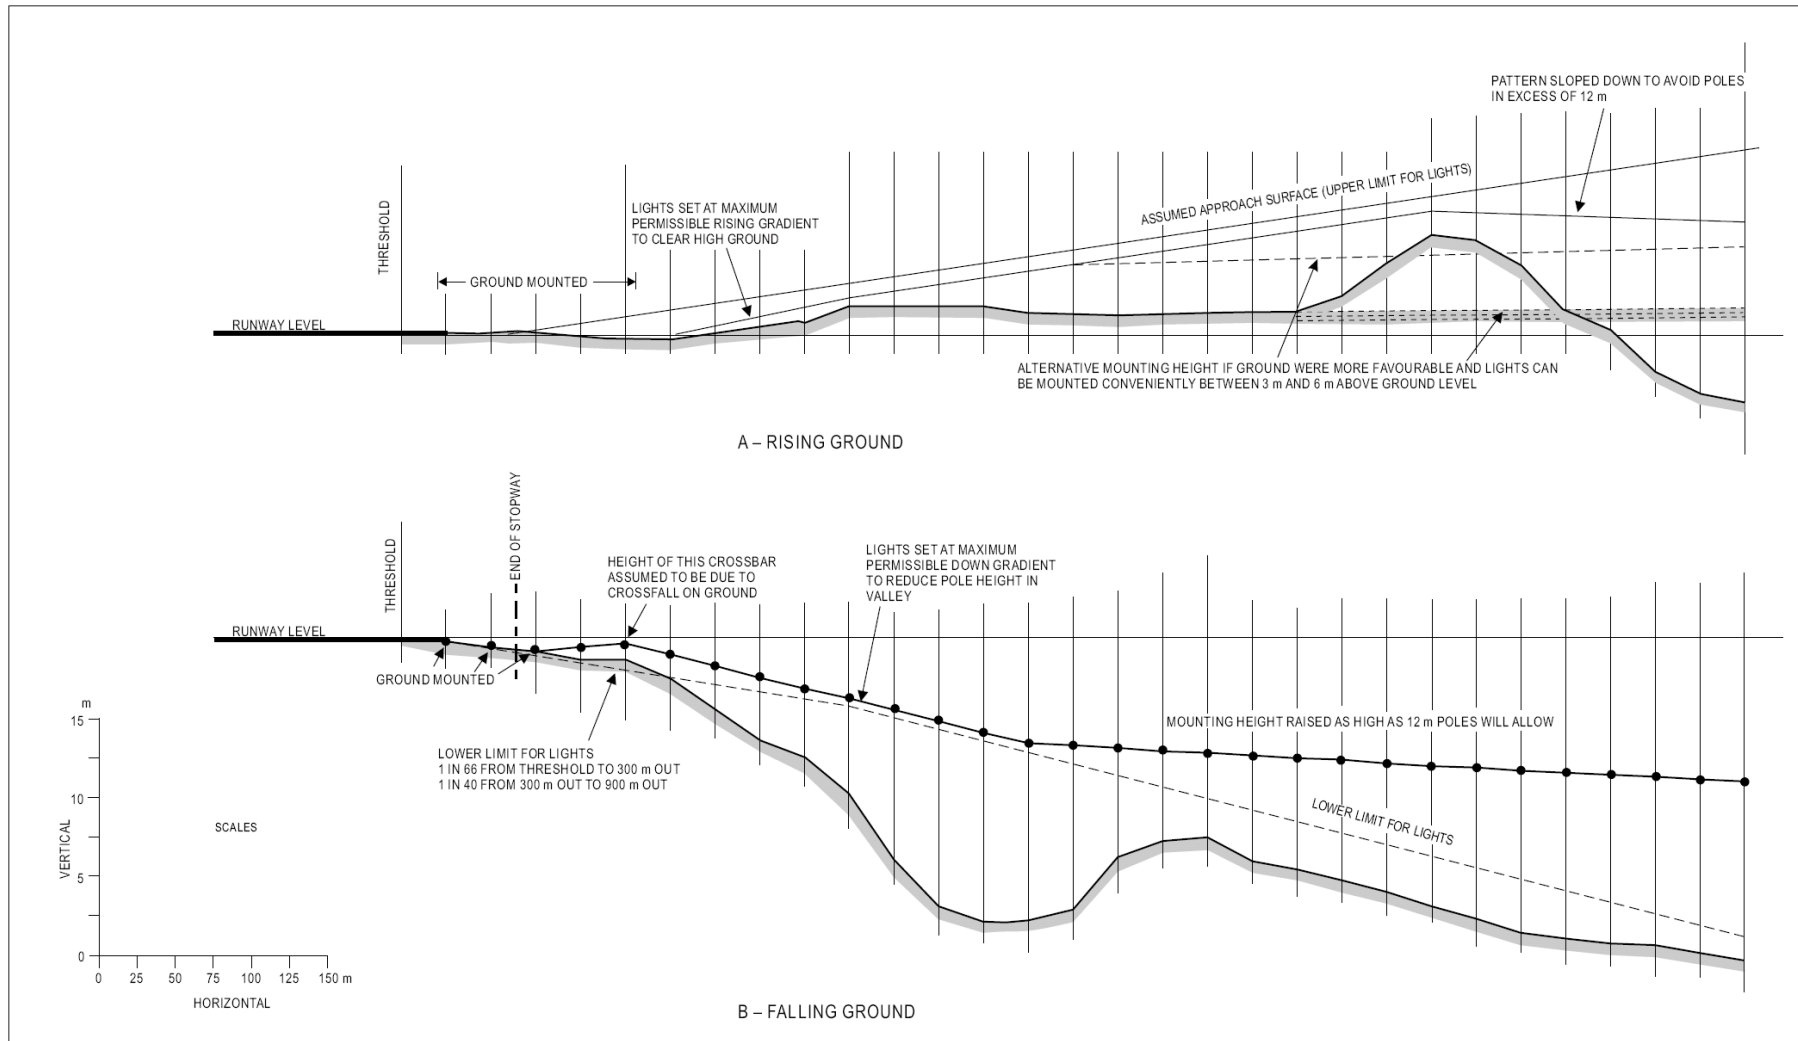 PATTERN SLOPED DOWN TO AVOID POLES
IN EXCESS OF 12 m
ASSUMED APPROACH SURFACE (UPPER LIMIT FOR LIGHTS)
LIGHTS SET AT MAXIMUM
PERMISSIBLE RISING GRADIENT
TO CLEAR HIGH GROUND
THRESHOLD
GROUND MOUNTED
RUNWAY LEVEL
ALTERNATIVE MOUNTING HEIGHT IF GROUND WERE MORE FAVOURABLE AND LIGHTS CAN
BE MOUNTED CONVENIENTLY BETWEEN 3 m AND 6 m ABOVE GROUND LEVEL
A – RISING GROUND
END OF STOPWAY
THRESHOLD
HEIGHT OF THIS CROSSBAR
ASSUMED TO BE DUE TO
CROSSFALL ON GROUND
LIGHTS SET AT MAXIMUM
PERMISSIBLE DOWN GRADIENT
TO REDUCE POLE HEIGHT IN
VALLEY
RUNWAY LEVEL
GROUND MOUNTED
MOUNTING HEIGHT RAISED AS HIGH AS 12 m POLES WILL ALLOW
LOWER LIMIT FOR LIGHTS
1 IN 66 FROM THRESHOLD TO 300 m OUT
1 IN 40 FROM 300 m OUT TO 900 m OUT
LOWER LIMIT FOR LIGHTS
m
15
10
5
0
VERTICAL
SCALES
0 25 50 75 100 125 150 m
HORIZONTAL
B – FALLING GROUND